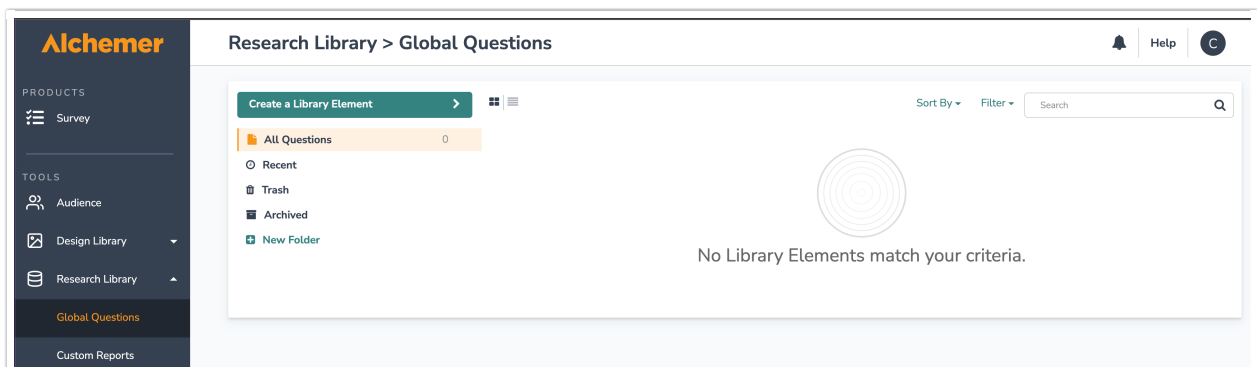 Alchemer
Research Library > Global Questions
Help
C
PRODUCTS
Survey
TOOLS
Audience
Design Library
Research Library
Global Questions
Custom Reports
Create a Library Element
Sort By
Filter
Search
All Questions 0
Recent
Trash
Archived
New Folder
No Library Elements match your criteria.